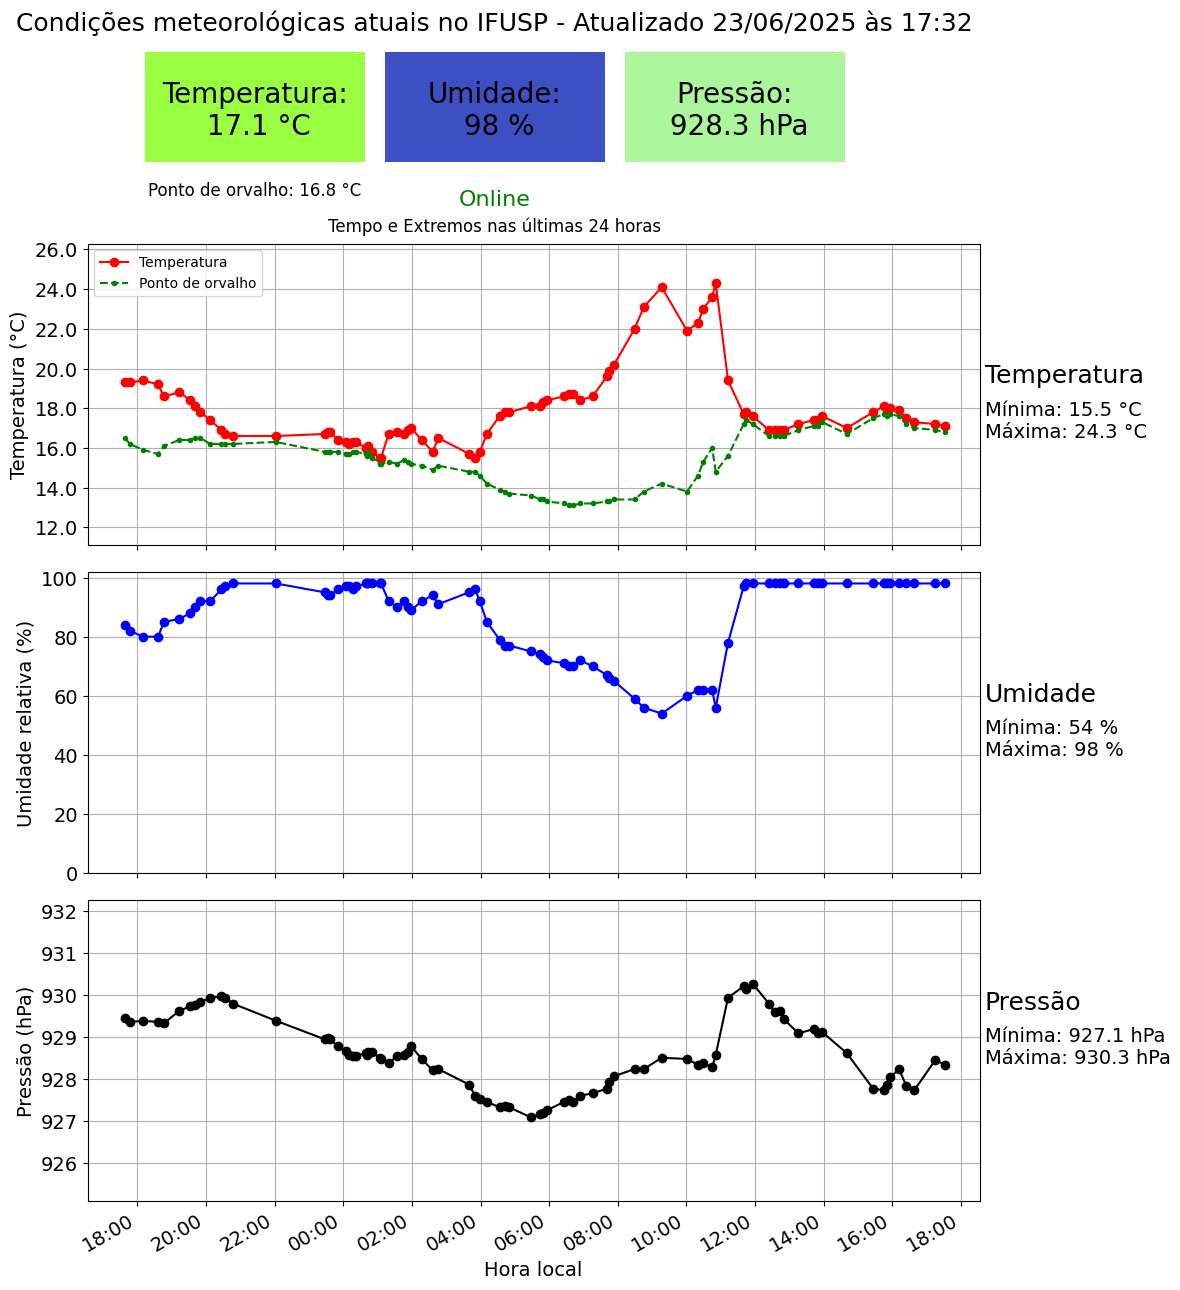 Condições meteorológicas atuais no IFUSP - Atualizado 23/06/2025 às 17:32
Temperatura:
17.1 °C
Umidade:
98 %
Pressão:
928.3 hPa
Ponto de orvalho: 16.8 °C
Online
Tempo e Extremos nas últimas 24 horas
Temperatura (°C)
26.0
24.0
22.0
20.0
18.0
16.0
14.0
12.0
Temperatura
Ponto de orvalho
Temperatura
Mínima: 15.5 °C
Máxima: 24.3 °C
Umidade relativa (%)
100
80
60
40
20
0
Umidade
Mínima: 54 %
Máxima: 98 %
Pressão (hPa)
932
931
930
929
928
927
926
Pressão
Mínima: 927.1 hPa
Máxima: 930.3 hPa
18:00
20:00
22:00
00:00
02:00
04:00
06:00
08:00
10:00
12:00
14:00
16:00
18:00
Hora local